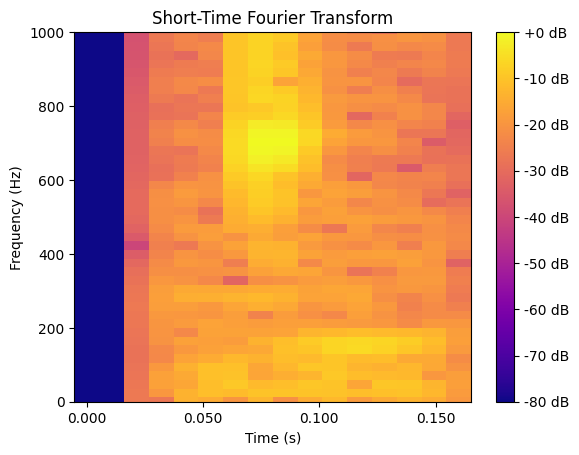 Short-Time Fourier Transform
1000
800
600
400
200
0
Frequency (Hz)
0.000
0.050
0.100
0.150
Time (s)
+0 dB
-10 dB
-20 dB
-30 dB
-40 dB
-50 dB
-60 dB
-70 dB
-80 dB